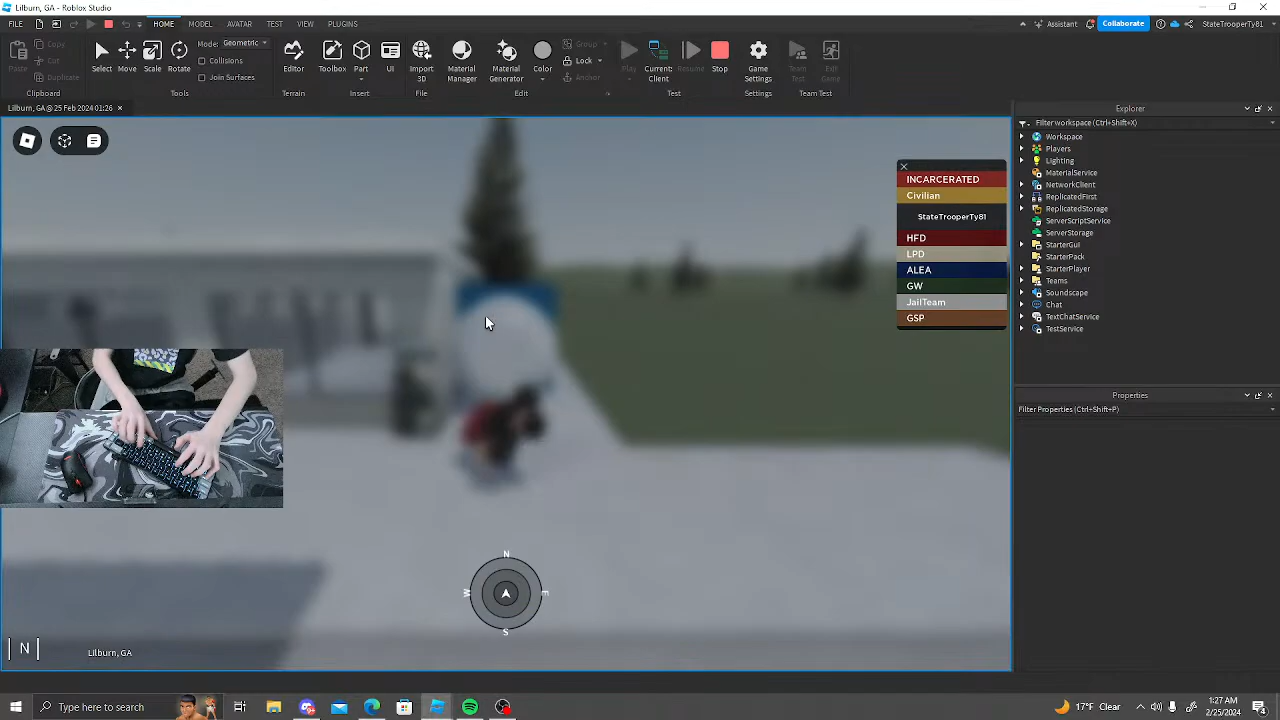 Lilburn, GA - Roblox Studio
FILE HOME MODEL AVATAR TEST VIEW PLUGINS Assistant Collaborate StateTrooperTy81
Paste Copy Cut Duplicate Clipboard
Select Move Scale Rotate Mode: Geometric Collisions Join Surfaces Tools
Editor Terrain
Toolbox Part UI Insert
Import 3D File
Material Manager Material Generator Color Group Lock Anchor Edit
Play Current: Client Resume Stop Game Settings Test
Team Test Exit Game Team Test
Lilburn, GA @ 25 Feb 2024 01:26
INCARCERATED
Civilian
StateTrooperTy81
HFD
LPD
ALEA
GW
JailTeam
GSP
N
W E
S
| N |
Lilburn, GA
Explorer
Filter workspace (Ctrl+Shift+X)
Workspace
Players
Lighting
MaterialService
NetworkClient
ReplicatedFirst
ReplicatedStorage
ServerScriptService
ServerStorage
StarterGui
StarterPack
StarterPlayer
Teams
Soundscape
Chat
TextChatService
TestService
Properties
Filter Properties (Ctrl+Shift+P)
Type here to search
17°F Clear
1:27 AM
2/25/2024